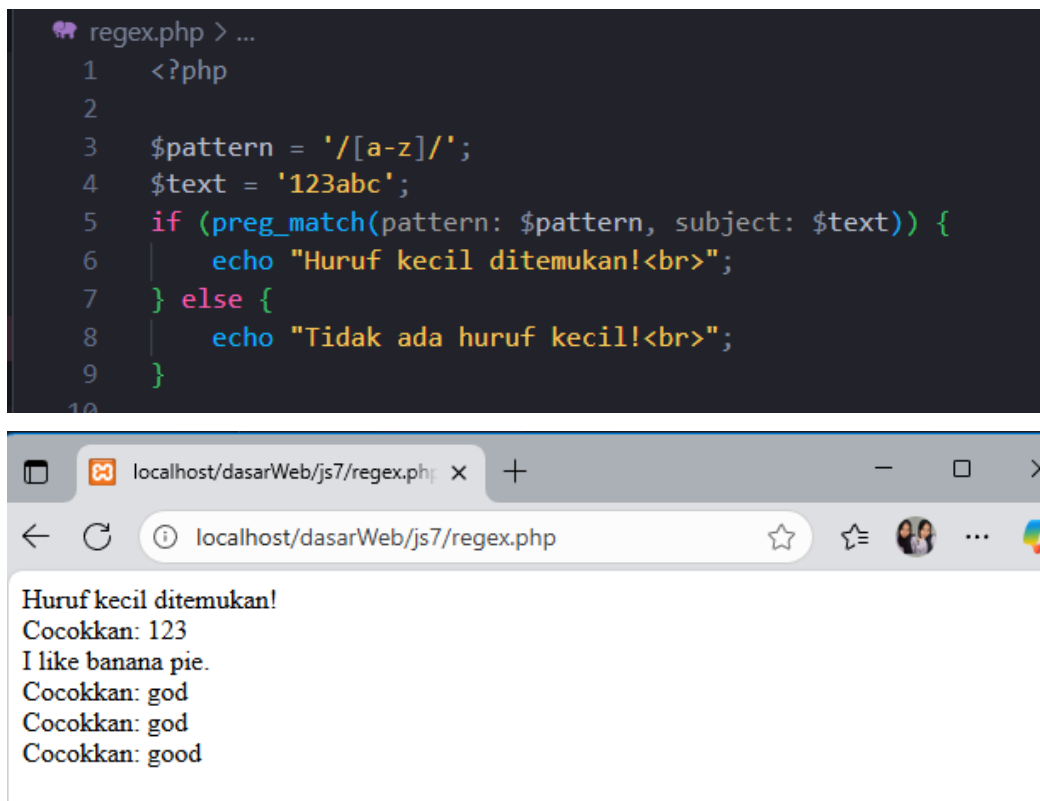 regex.php > ...
1 <?php
2
3 $pattern = '/[a-z]/';
4 $text = '123abc';
5 if (preg_match(pattern: $pattern, subject: $text)) {
6 echo "Huruf kecil ditemukan!<br>";
7 } else {
8 echo "Tidak ada huruf kecil!<br>";
9 }
10
localhost/dasarWeb/js7/regex.php
localhost/dasarWeb/js7/regex.php
Huruf kecil ditemukan!
Cocokkan: 123
I like banana pie.
Cocokkan: god
Cocokkan: god
Cocokkan: good